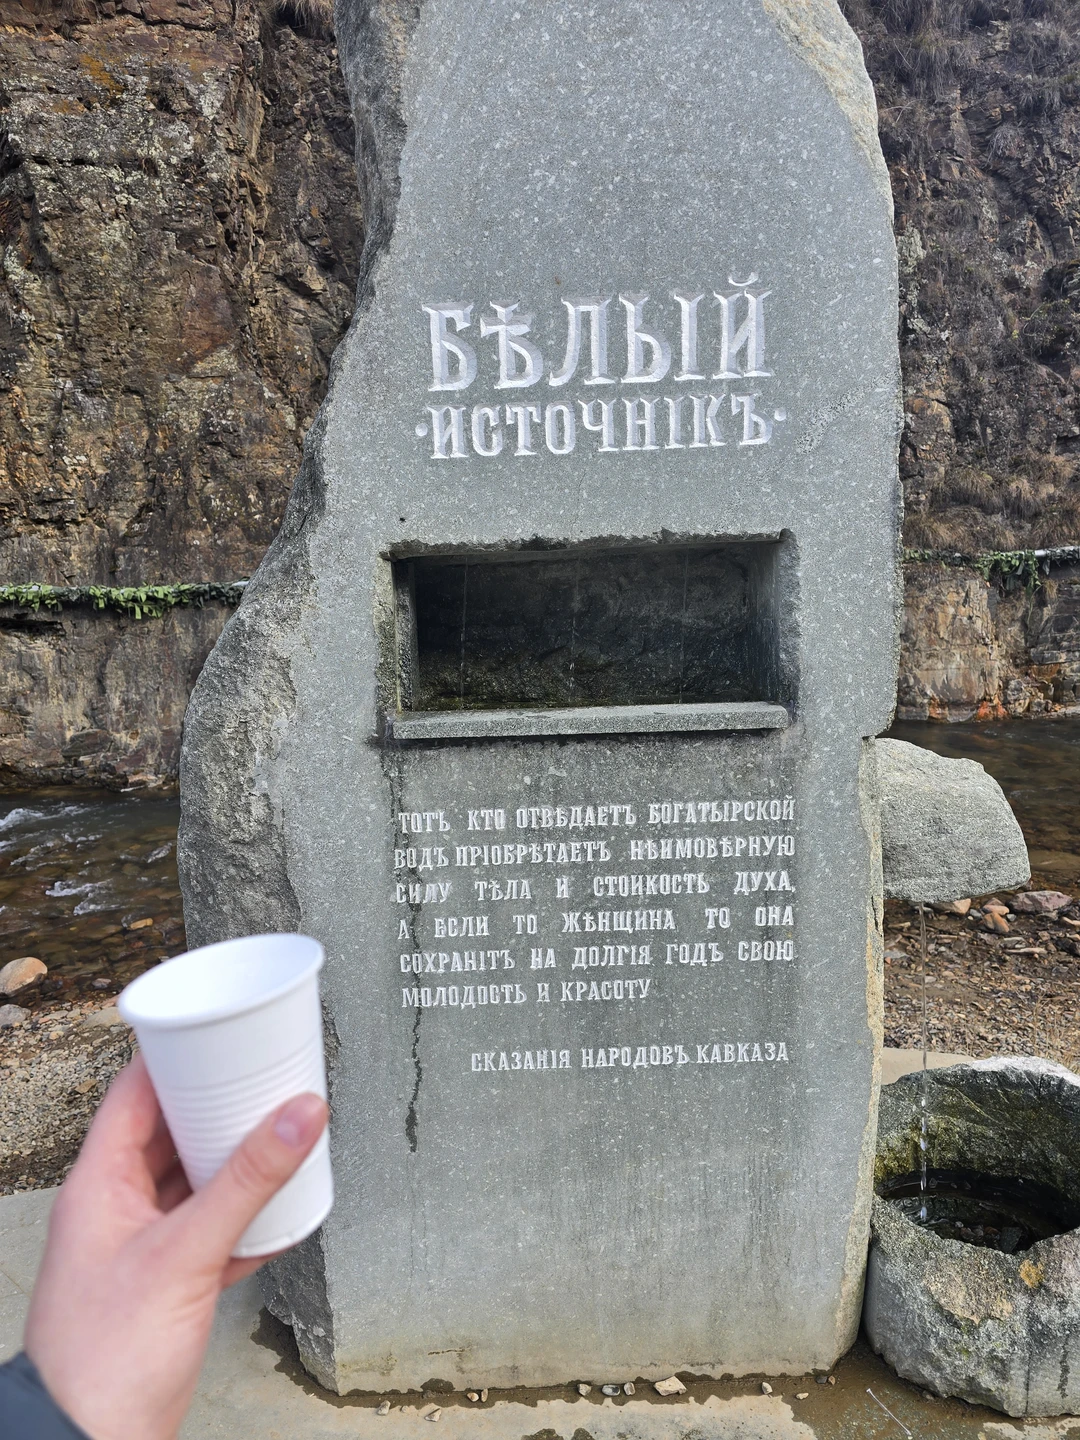 БѢЛЫЙ
·ИСТОЧНІКЪ·
ТОТЪ КТО ОТВѢДАЕТЪ БОГАТЫРСКОЙ
ВОДЪ ПРІОБРѢТАЕТЪ НѢИМОВѢРНУЮ
СИЛУ ТѢЛА И СТОИКОСТЬ ДУХА,
А ЕСЛИ ТО ЖѢНЩИНА ТО ОНА
СОХРАНІТЪ НА ДОЛГІЯ ГОДЪ СВОЮ
МОЛОДОСТЬ И КРАСОТУ
СКАЗАНІЯ НАРОДОВЪ КАВКАЗА